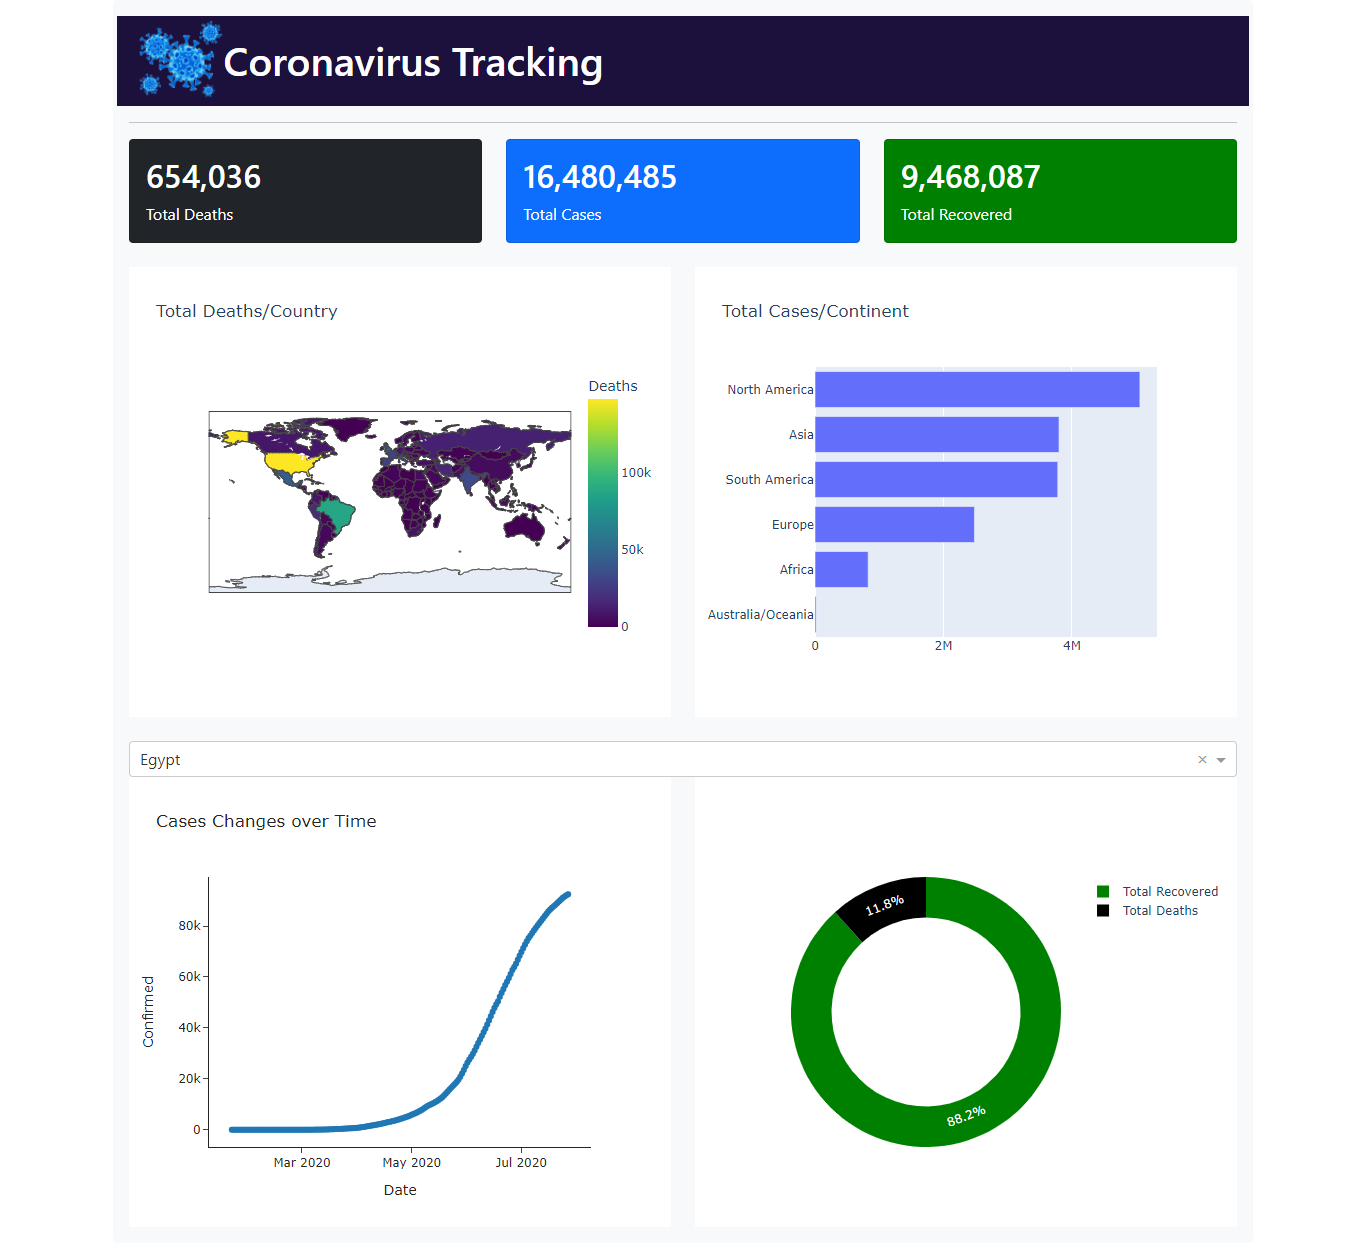 Coronavirus Tracking
654,036
Total Deaths
16,480,485
Total Cases
9,468,087
Total Recovered
Total Deaths/Country
Deaths
100k
50k
0
Total Cases/Continent
North America
Asia
South America
Europe
Africa
Australia/Oceania
0 2M 4M
Egypt ×
Cases Changes over Time
Confirmed
80k
60k
40k
20k
0
Mar 2020 May 2020 Jul 2020
Date
11.8%
88.2%
Total Recovered
Total Deaths